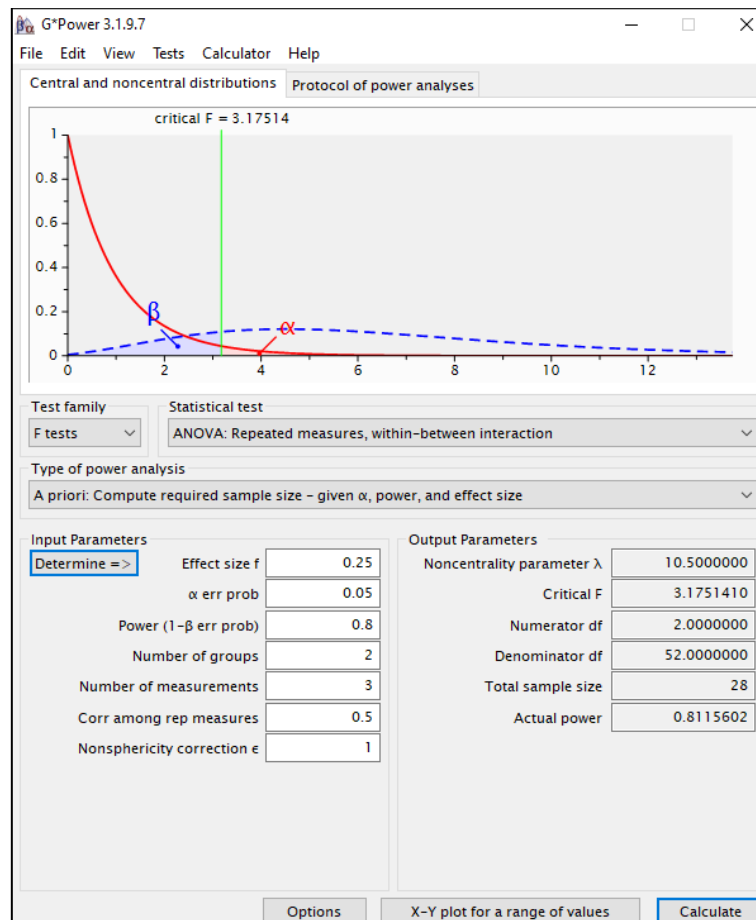 G*Power 3.1.9.7
File Edit View Tests Calculator Help
Central and noncentral distributions Protocol of power analyses
critical F = 3.17514
1
0.8
0.6
0.4
0.2
0
β
α
0 2 4 6 8 10 12
Test family Statistical test
F tests ANOVA: Repeated measures, within-between interaction
Type of power analysis
A priori: Compute required sample size - given α, power, and effect size
Input Parameters Output Parameters
Determine => Effect size f 0.25 Noncentrality parameter λ 10.5000000
α err prob 0.05 Critical F 3.1751410
Power (1-β err prob) 0.8 Numerator df 2.0000000
Number of groups 2 Denominator df 52.0000000
Number of measurements 3 Total sample size 28
Corr among rep measures 0.5 Actual power 0.8115602
Nonsphericity correction ϵ 1
Options X-Y plot for a range of values Calculate